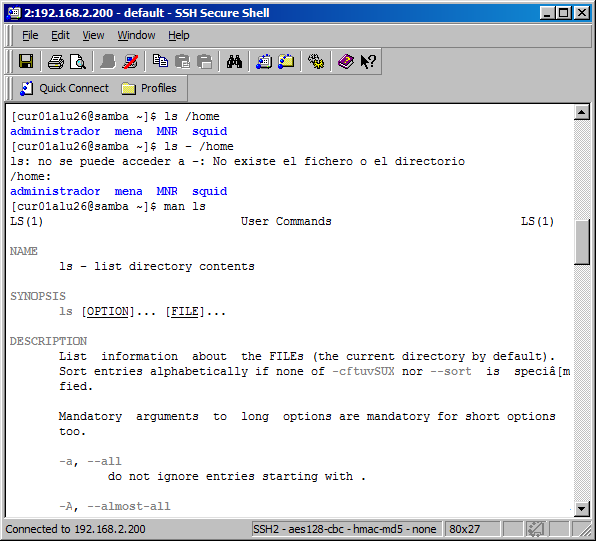 2:192.168.2.200 - default - SSH Secure Shell
File Edit View Window Help
Quick Connect Profiles
[cur01alu26@samba ~]$ ls /home
administrador mena MNR squid
[cur01alu26@samba ~]$ ls - /home
ls: no se puede acceder a -: No existe el fichero o el directorio
/home:
administrador mena MNR squid
[cur01alu26@samba ~]$ man ls
LS(1) User Commands LS(1)
NAME
ls - list directory contents
SYNOPSIS
ls [OPTION]... [FILE]...
DESCRIPTION
List information about the FILEs (the current directory by default).
Sort entries alphabetically if none of -cftuvSUX nor --sort is speciâ[m
fied.
Mandatory arguments to long options are mandatory for short options
too.
-a, --all
do not ignore entries starting with .
-A, --almost-all
Connected to 192.168.2.200 SSH2 - aes128-cbc - hmac-md5 - none 80x27